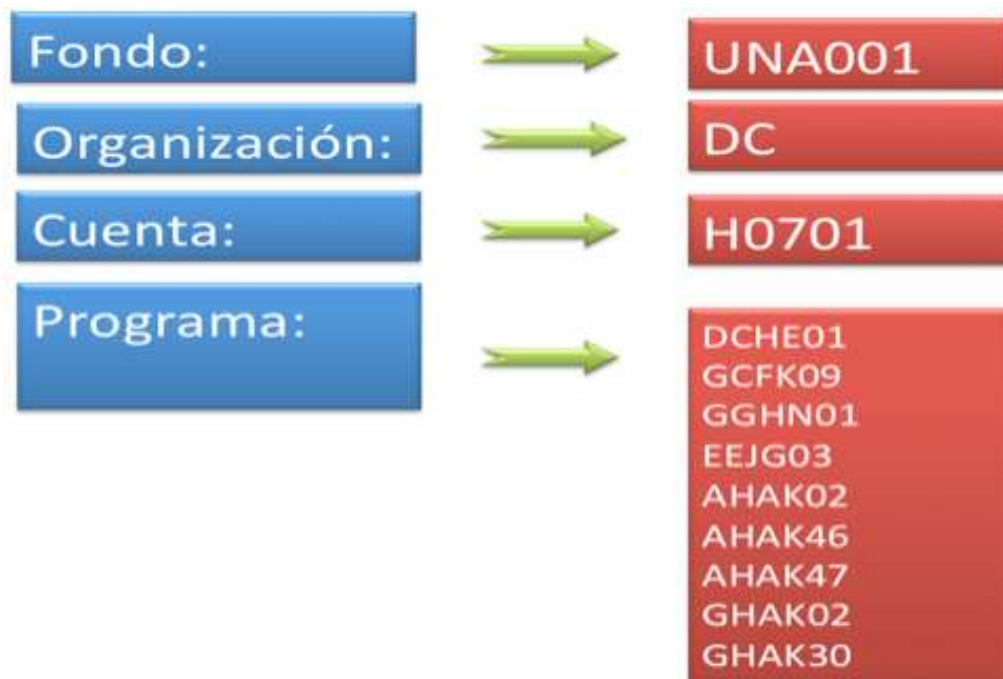 Fondo:
UNA001
Organización:
DC
Cuenta:
H0701
Programa:
DCHE01
GCFK09
GGHN01
EEJG03
AHAK02
AHAK46
AHAK47
GHAK02
GHAK30